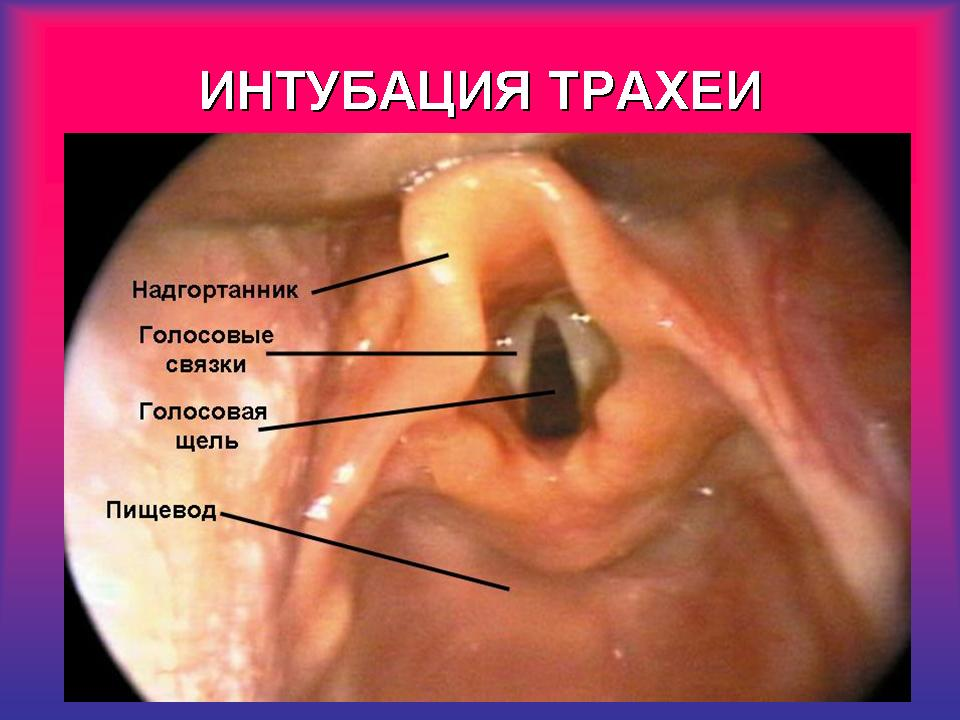 ИНТУБАЦИЯ ТРАХЕИ
Надгортанник
Голосовые
связки
Голосовая
щель
Пищевод